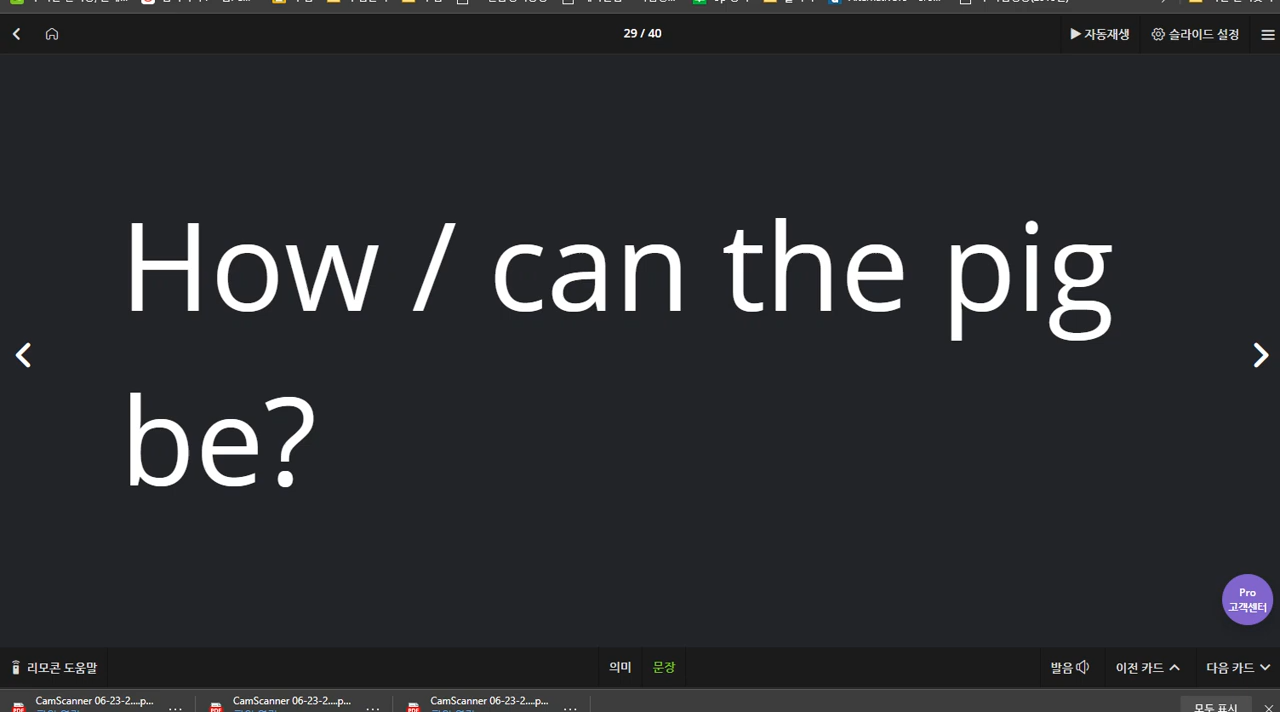 29 / 40
자동재생
슬라이드 설정
How / can the pig
be?
Pro
고객센터
리모콘 도움말
의미
문장
발음
이전 카드
다음 카드
CamScanner 06-23-2....p...
CamScanner 06-23-2....p...
CamScanner 06-23-2....p...
모두 표시